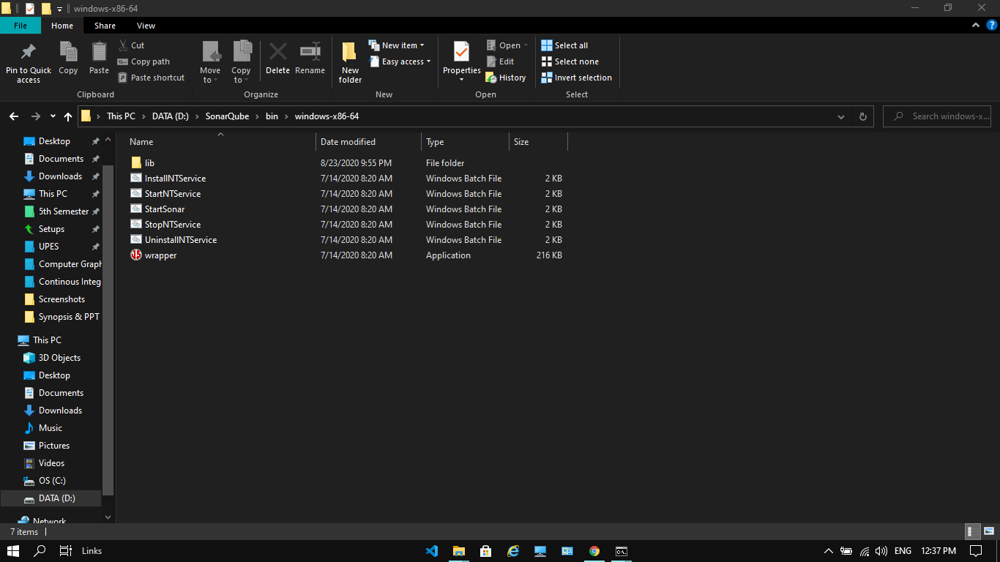 windows-x86-64
File Home Share View
Pin to Quick access
Copy
Paste
Cut
Copy path
Paste shortcut
Clipboard
Move to
Copy to
Delete
Rename
Organize
New folder
New item
Easy access
New
Properties
Open
Edit
History
Open
Select all
Select none
Invert selection
Select
This PC > DATA (D:) > SonarQube > bin > windows-x86-64
Search windows-x...
Desktop
Documents
Downloads
This PC
5th Semester
Setups
UPES
Computer Graph
Continous Integ
Screenshots
Synopsis & PPT
This PC
3D Objects
Desktop
Documents
Downloads
Music
Pictures
Videos
OS (C:)
DATA (D:)
Network
Name Date modified Type Size
lib 8/23/2020 9:55 PM File folder
InstallNTService 7/14/2020 8:20 AM Windows Batch File 2 KB
StartNTService 7/14/2020 8:20 AM Windows Batch File 2 KB
StartSonar 7/14/2020 8:20 AM Windows Batch File 2 KB
StopNTService 7/14/2020 8:20 AM Windows Batch File 2 KB
UninstallNTService 7/14/2020 8:20 AM Windows Batch File 2 KB
wrapper 7/14/2020 8:20 AM Application 216 KB
7 items
Links
ENG 12:37 PM